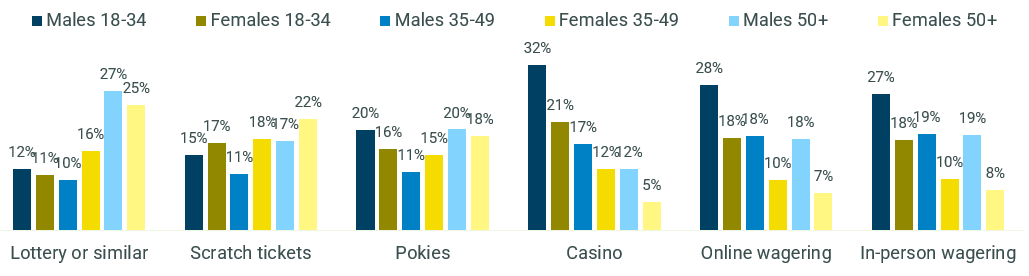 Males 18-34 Females 18-34 Males 35-49 Females 35-49 Males 50+ Females 50+
12% 11% 10% 16% 27% 25%
15% 17% 11% 18% 17% 22%
20% 16% 11% 15% 20% 18%
32% 21% 17% 12% 12% 5%
28% 18% 18% 10% 18% 7%
27% 18% 19% 10% 19% 8%
Lottery or similar Scratch tickets Pokies Casino Online wagering In-person wagering